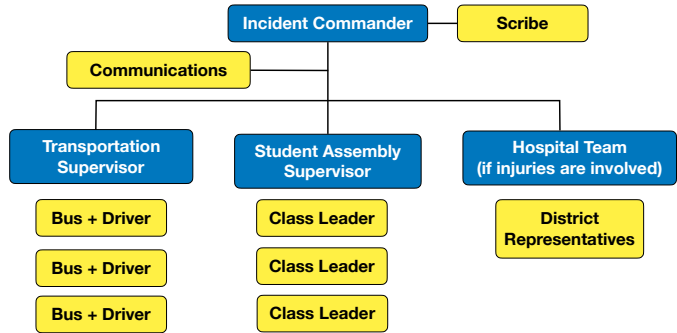 Incident Commander
Scribe
Communications
Transportation
Supervisor
Student Assembly
Supervisor
Hospital Team
(if injuries are involved)
Bus + Driver
Class Leader
District
Representatives
Bus + Driver
Class Leader
Bus + Driver
Class Leader